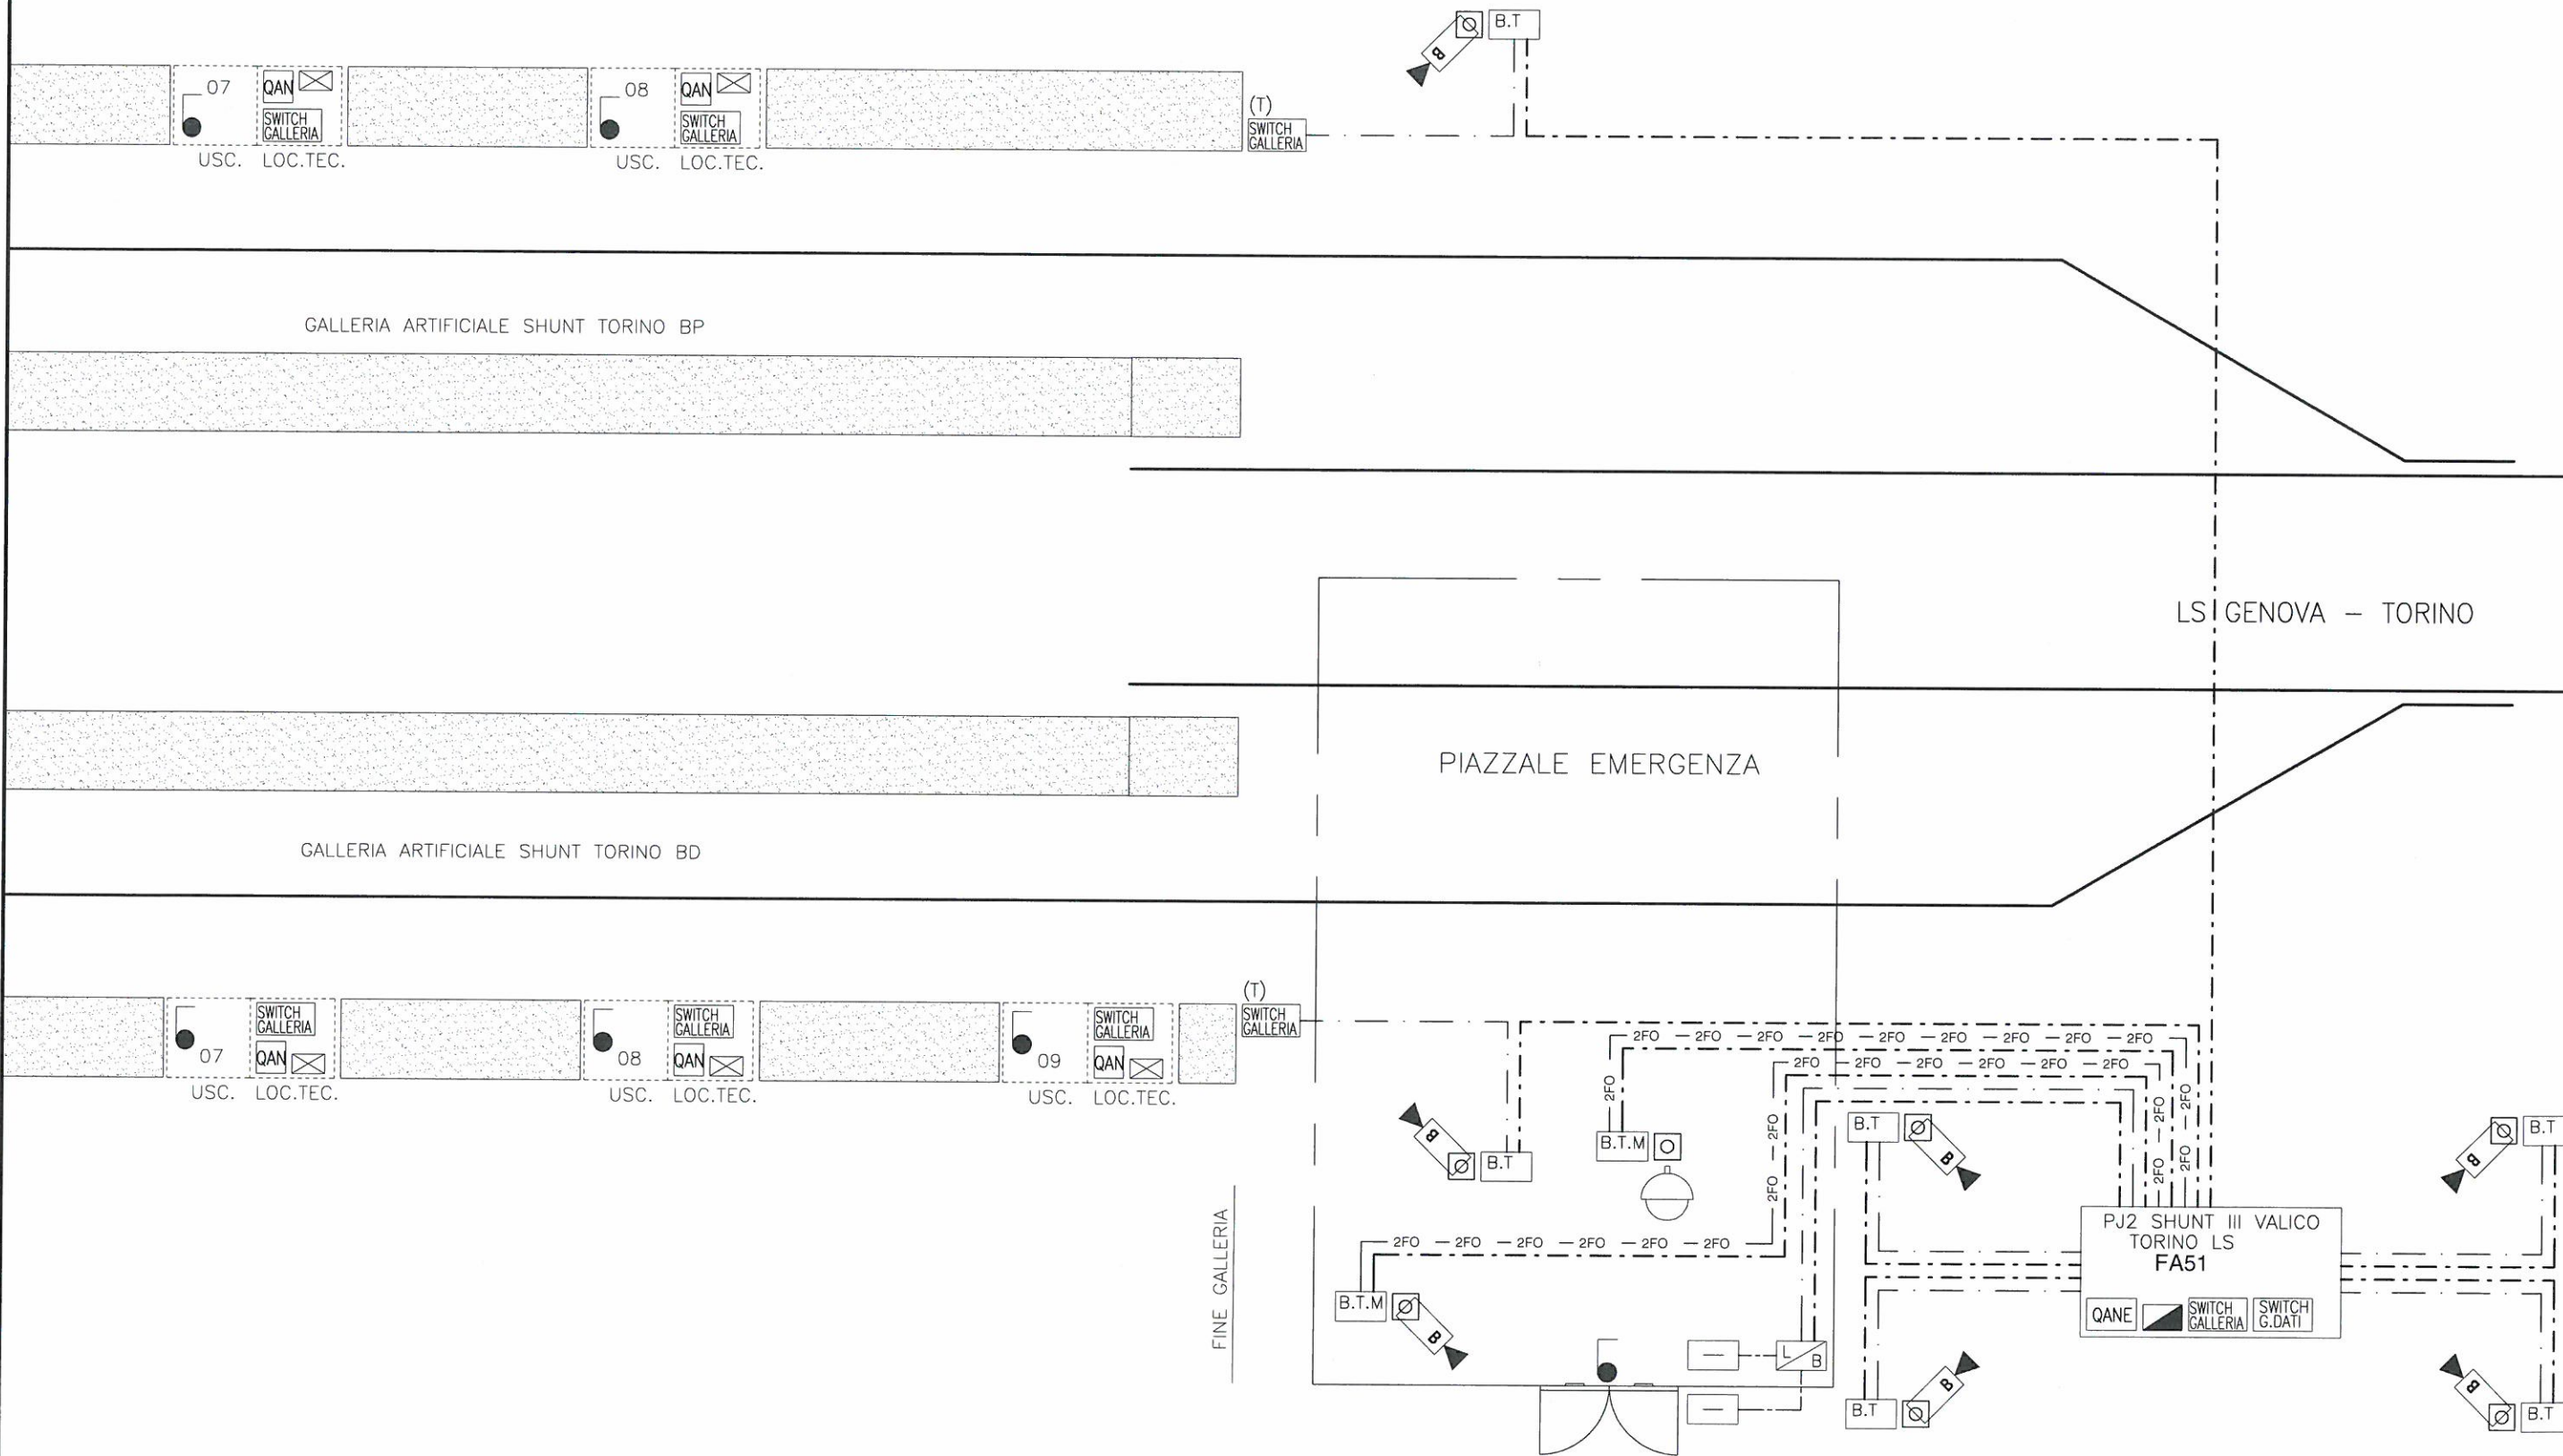 B.T
B
07
QAN
SWITCH
GALLERIA
USC. LOC.TEC.
08
QAN
SWITCH
GALLERIA
USC. LOC.TEC.
(T)
SWITCH
GALLERIA
GALLERIA ARTIFICIALE SHUNT TORINO BP
LS GENOVA – TORINO
PIAZZALE EMERGENZA
GALLERIA ARTIFICIALE SHUNT TORINO BD
07
SWITCH
GALLERIA
QAN
USC. LOC.TEC.
08
SWITCH
GALLERIA
QAN
USC. LOC.TEC.
09
SWITCH
GALLERIA
QAN
USC. LOC.TEC.
(T)
SWITCH
GALLERIA
FINE GALLERIA
2FO — 2FO — 2FO — 2FO — 2FO — 2FO — 2FO — 2FO — 2FO
2FO — 2FO — 2FO — 2FO — 2FO — 2FO
2FO
2FO — 2FO
2FO — 2FO
2FO — 2FO
B
B.T
B.T.M
2FO — 2FO — 2FO — 2FO — 2FO — 2FO
B.T.M
B
L
B
B.T
B
B.T
B
PJ2 SHUNT III VALICO
TORINO LS
FA51
QANE
SWITCH
GALLERIA
SWITCH
G.DATI
B
B.T
B
B.T